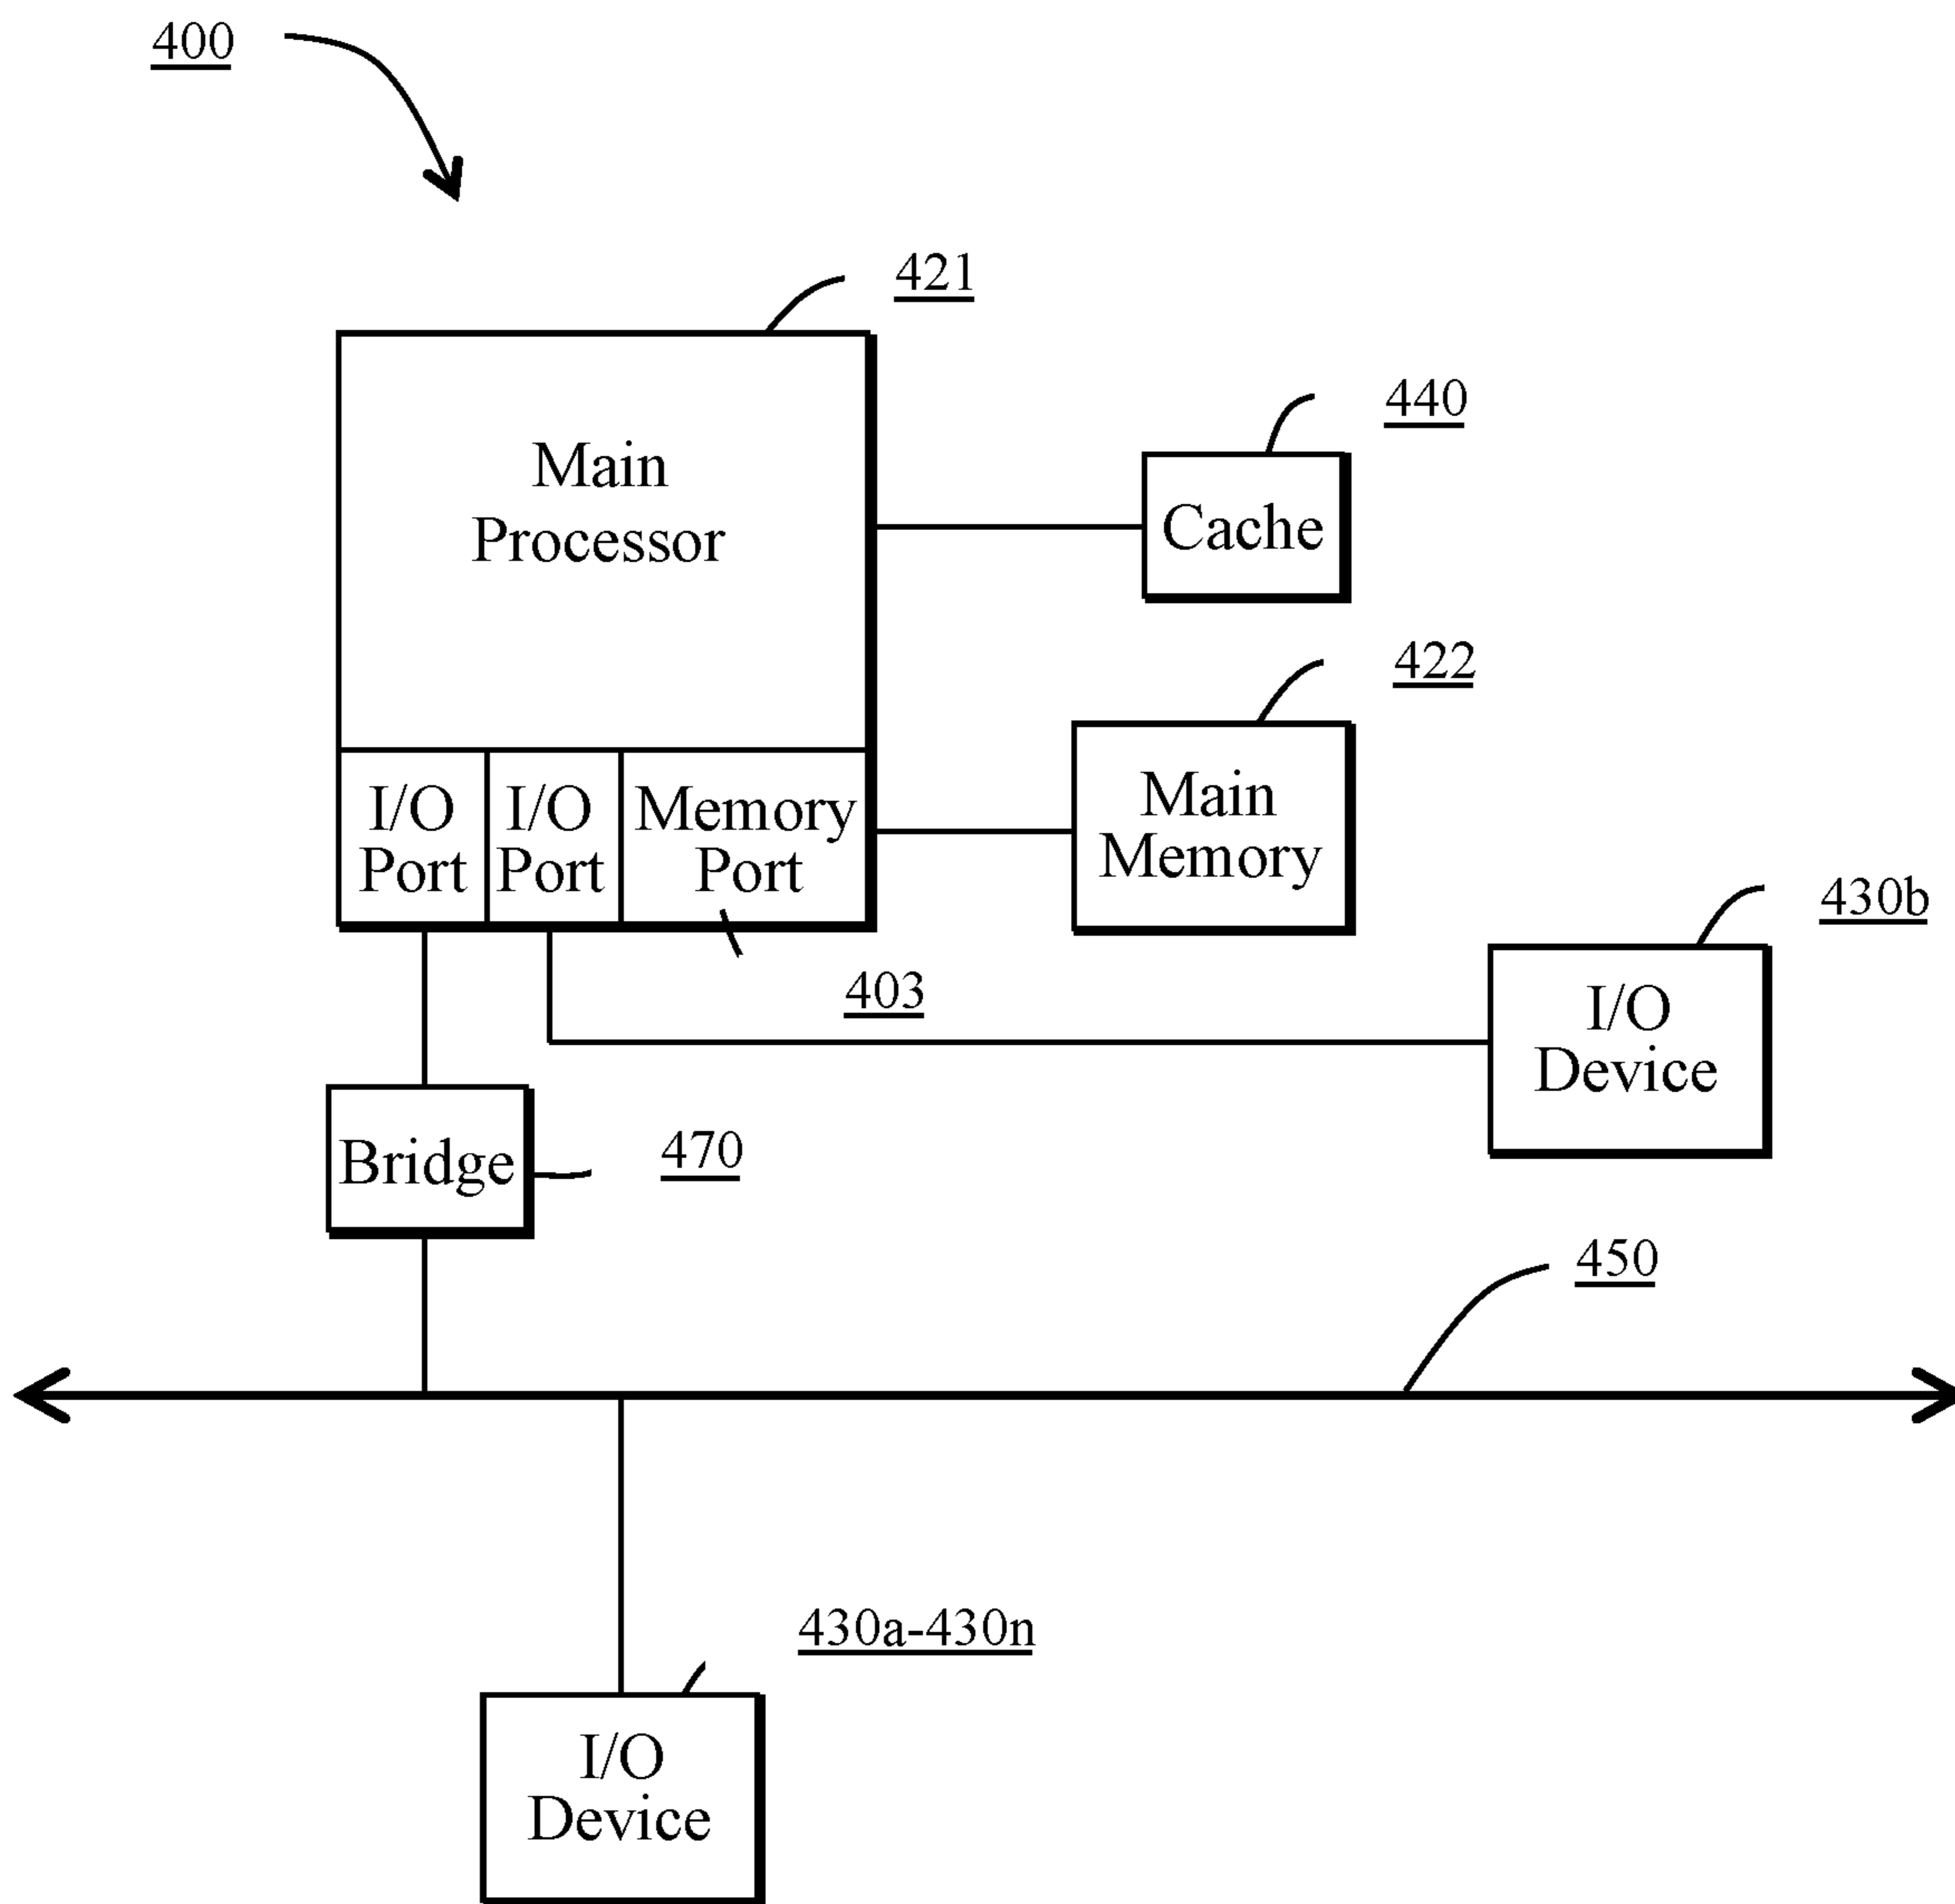 400
421
440
Main
Processor
Cache
422
I/O
Port
I/O
Port
Memory
Port
Main
Memory
430b
403
I/O
Device
Bridge
470
450
430a-430n
I/O
Device